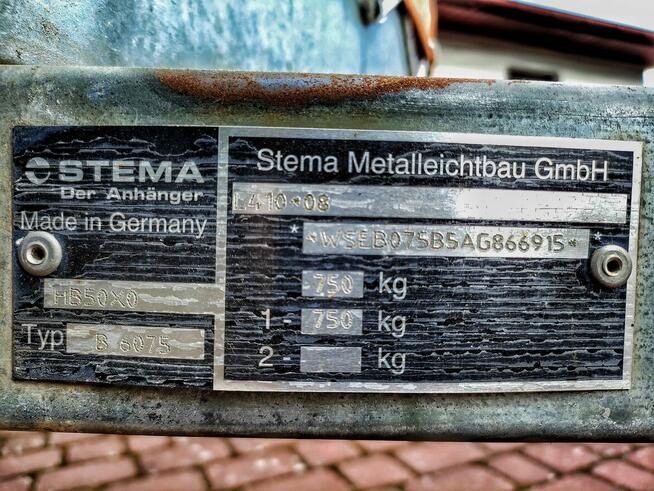 STEMA
Der Anhänger
Made in Germany
HB50X0
Typ B 6075
Stema Metalleichtbau GmbH
L410*08
* *WSEB075B5AG866915* *
750 kg
1- 750 kg
2- kg